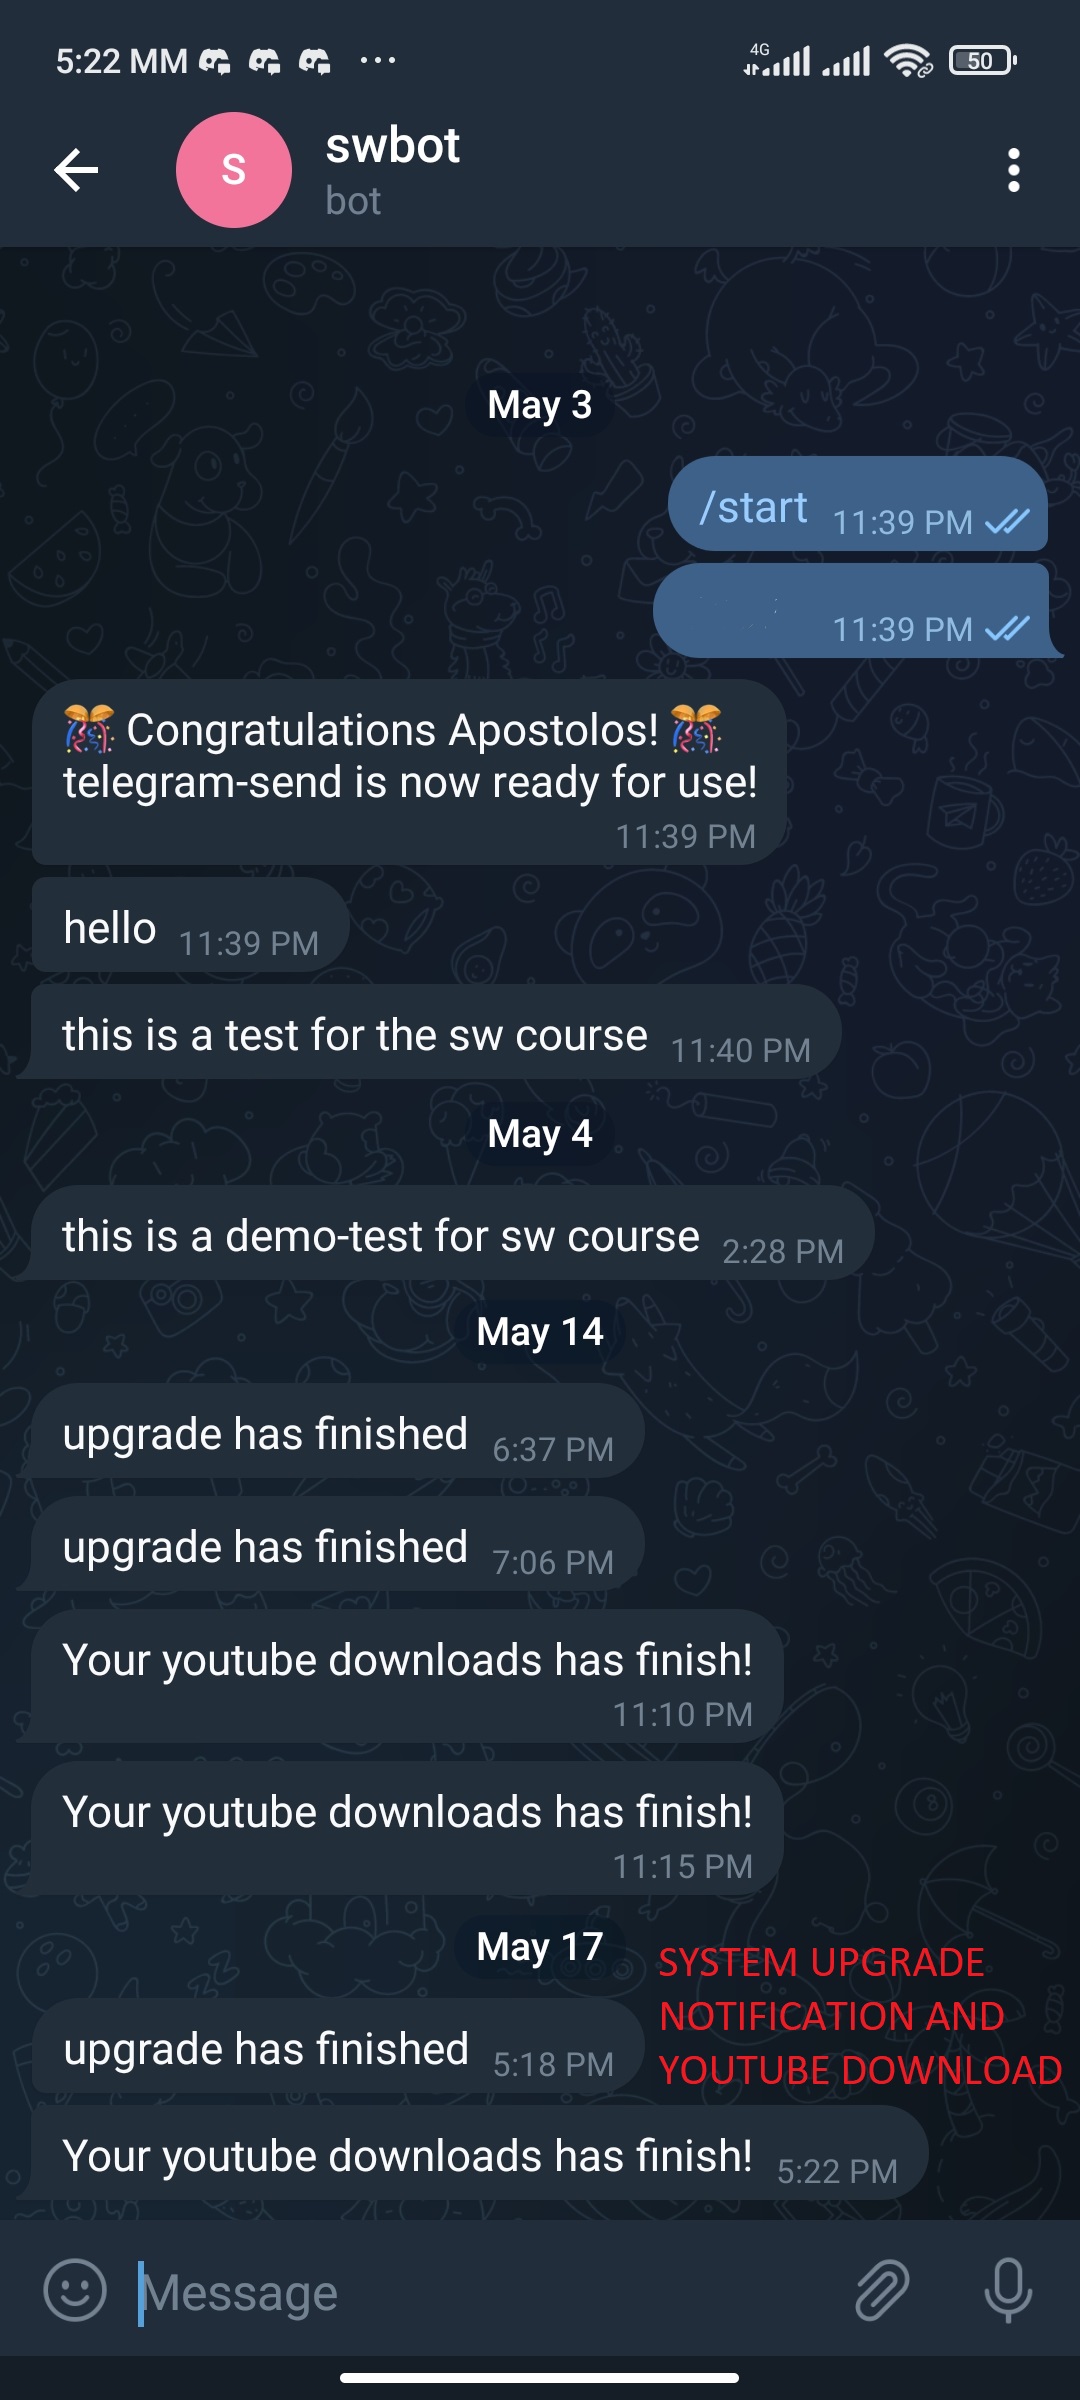 5:22 MM
4G
50
S
swbot
bot
May 3
/start 11:39 PM
11:39 PM
Congratulations Apostolos!
telegram-send is now ready for use!
11:39 PM
hello 11:39 PM
this is a test for the sw course 11:40 PM
May 4
this is a demo-test for sw course 2:28 PM
May 14
upgrade has finished 6:37 PM
upgrade has finished 7:06 PM
Your youtube downloads has finish!
11:10 PM
Your youtube downloads has finish!
11:15 PM
May 17
SYSTEM UPGRADE
NOTIFICATION AND
YOUTUBE DOWNLOAD
upgrade has finished 5:18 PM
Your youtube downloads has finish! 5:22 PM
Message